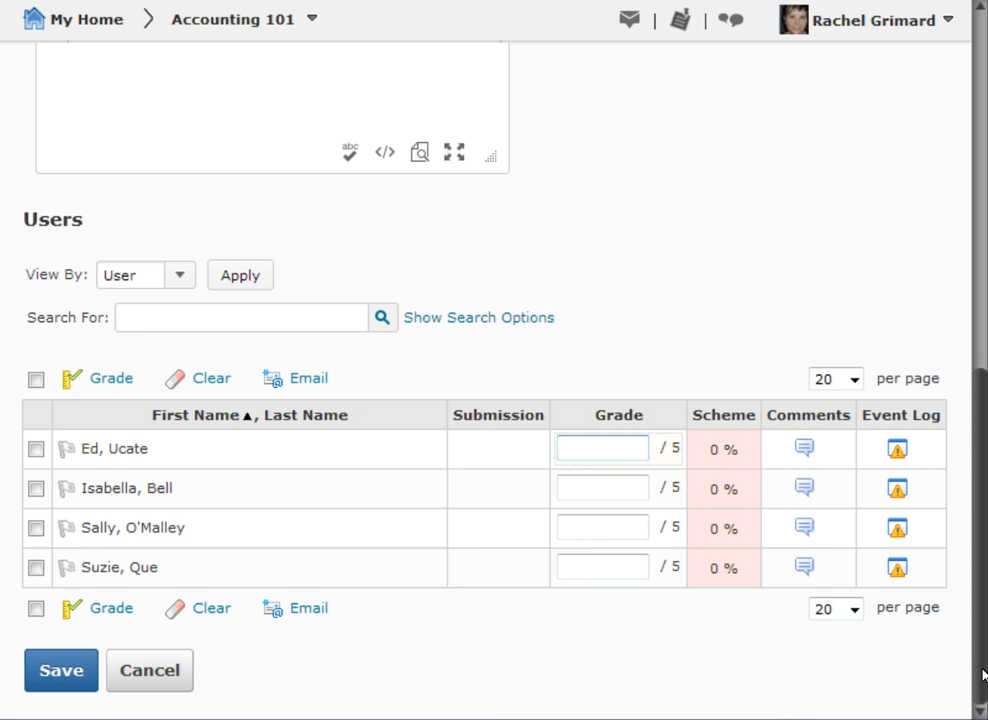 My Home Accounting 101 | | Rachel Grimard
abc </>
Users
View By: User Apply
Search For: Show Search Options
Grade Clear Email 20 per page
First Name▲, Last Name Submission Grade Scheme Comments Event Log
Ed, Ucate / 5 0 %
Isabella, Bell / 5 0 %
Sally, O'Malley / 5 0 %
Suzie, Que / 5 0 %
Grade Clear Email 20 per page
Save Cancel